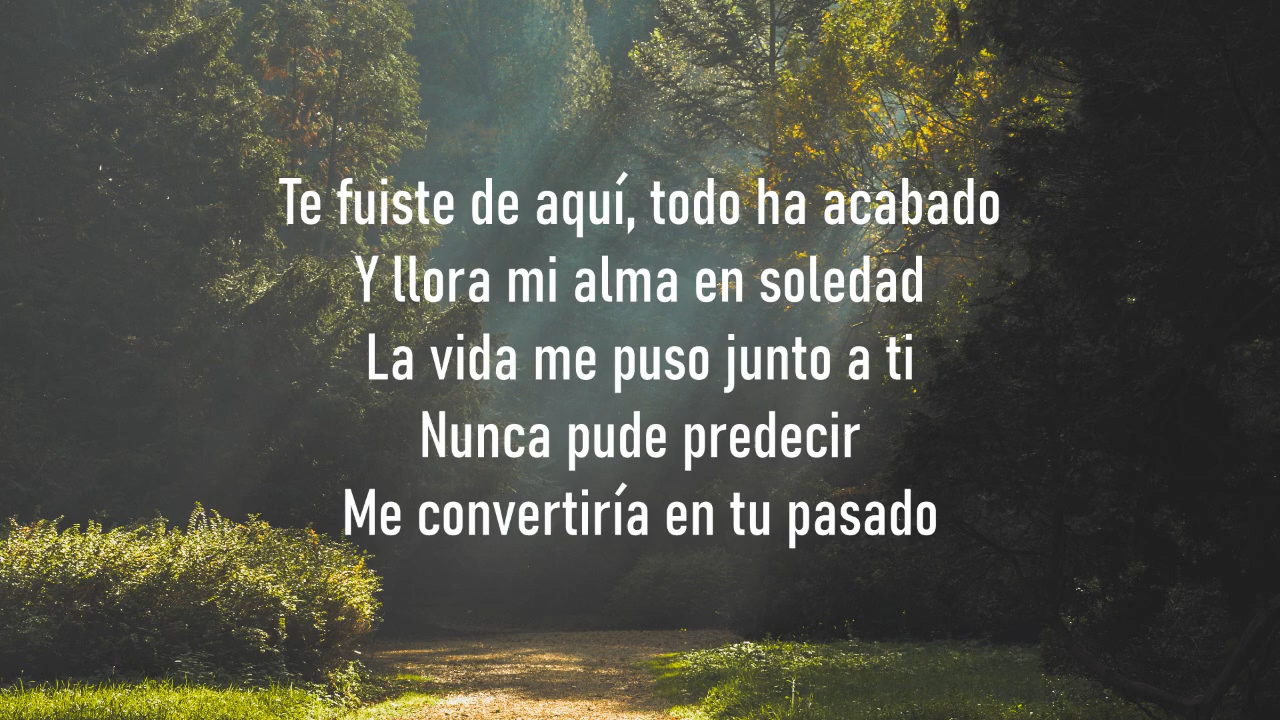 Te fuiste de aquí, todo ha acabado
Y llora mi alma en soledad
La vida me puso junto a ti
Nunca pude predecir
Me convertiría en tu pasado